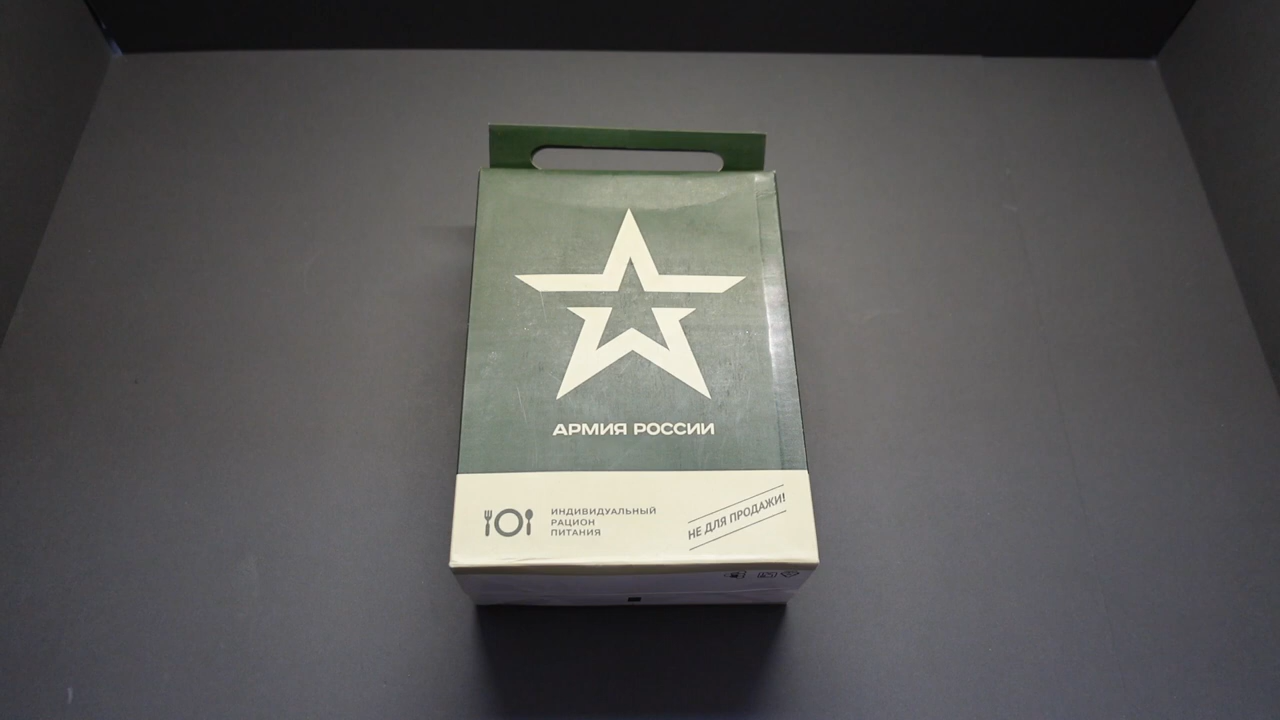 АРМИЯ РОССИИ
ИНДИВИДУАЛЬНЫЙ
РАЦИОН
ПИТАНИЯ
НЕ ДЛЯ ПРОДАЖИ!